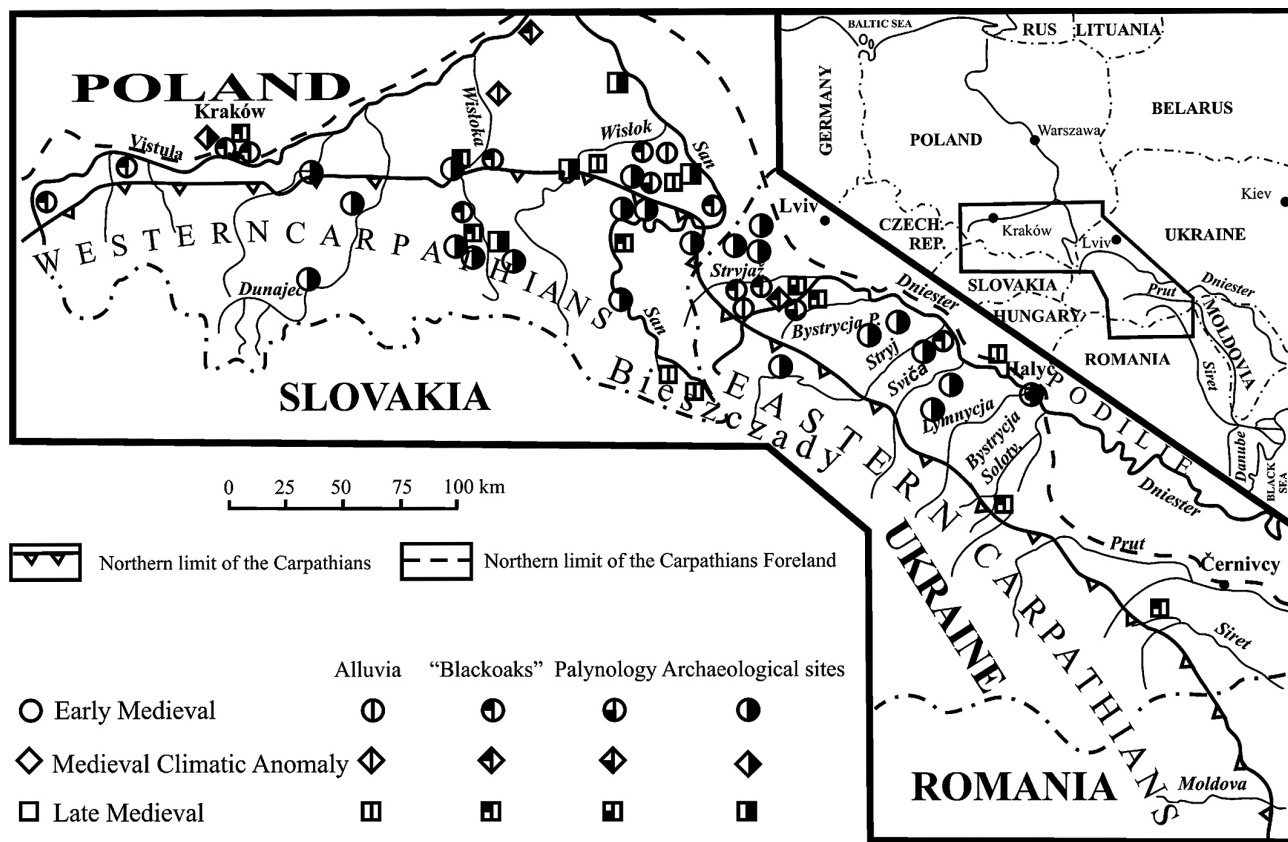 POLAND
Kraków
Vistula
Wisłoka
Wisłok
San
Lviv
WESTERN CARPATHIANS
Dunajec
San
Stryjaž
Dniester
Bystrycja P.
Stryj
Sviča
Halyč
Lymnycja
Bystrycja
Soloty.
PODILIE
SLOVAKIA
Bieszczady
EASTERN CARPATHIANS
Dniester
Prut
Černivcy
UKRAINE
Siret
ROMANIA
Moldova
BALTIC SEA
RUS
LITUANIA
GERMANY
BELARUS
POLAND
Warszawa
Kiev
CZECH.
REP.
Kraków
Lviv
UKRAINE
SLOVAKIA
Prut
Dniester
HUNGARY
MOLDOVIA
ROMANIA
Siret
Danube
BLACK
SEA
0 25 50 75 100 km
Northern limit of the Carpathians
Northern limit of the Carpathians Foreland
Alluvia “Blackoaks” Palynology Archaeological sites
Early Medieval
Medieval Climatic Anomaly
Late Medieval